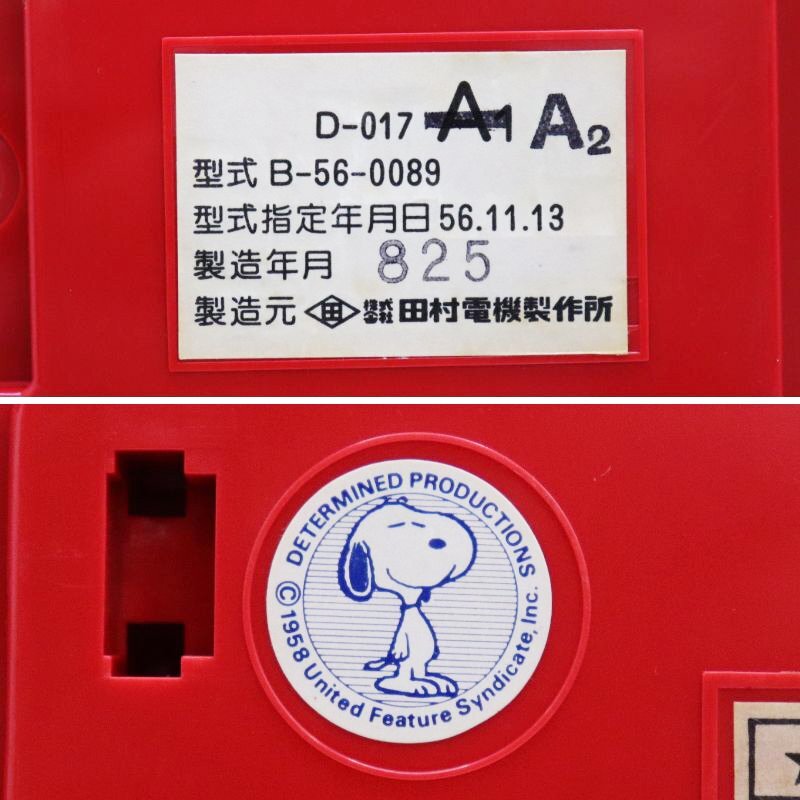 D-017 A1 A2
型式 B-56-0089
型式指定年月日 56.11.13
製造年月 825
製造元 田 株式会社 田村電機製作所
DETERMINED PRODUCTIONS
©1958 United Feature Syndicate, Inc.